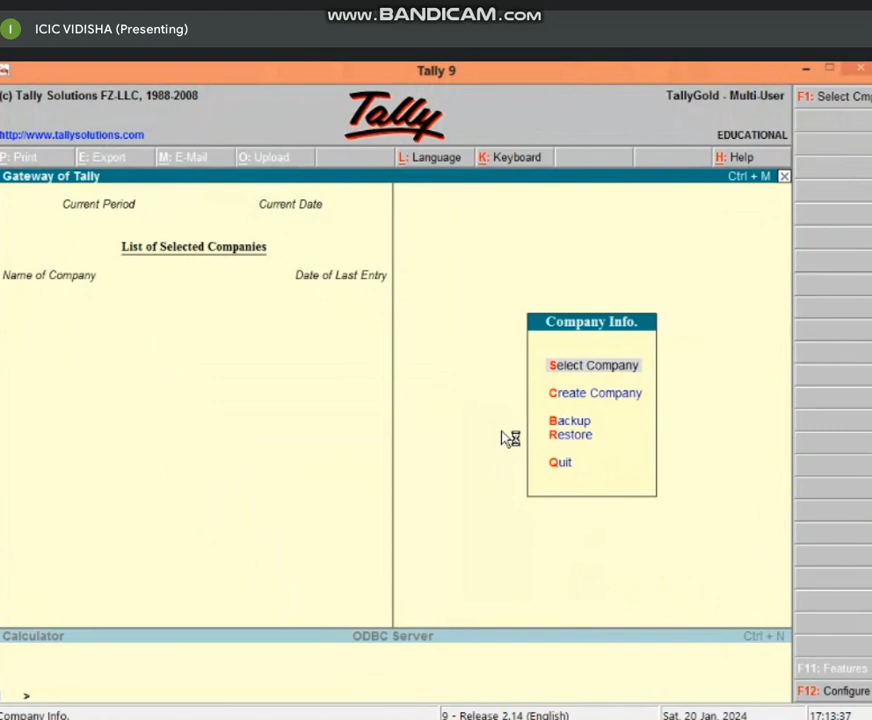 www.BANDICAM.com
I ICIC VIDISHA (Presenting)
Tally 9
(c) Tally Solutions FZ-LLC, 1988-2008
Tally
TallyGold - Multi-User
F1: Select Cmp
http://www.tallysolutions.com
EDUCATIONAL
P: Print E: Export M: E-Mail O: Upload L: Language K: Keyboard H: Help
Gateway of Tally Ctrl + M
Current Period Current Date
List of Selected Companies
Name of Company Date of Last Entry
Company Info.
Select Company
Create Company
Backup
Restore
Quit
Calculator ODBC Server Ctrl + N
>
F11: Features
F12: Configure
Company Info. 9 - Release 2.14 (English) Sat, 20 Jan, 2024 17:13:37